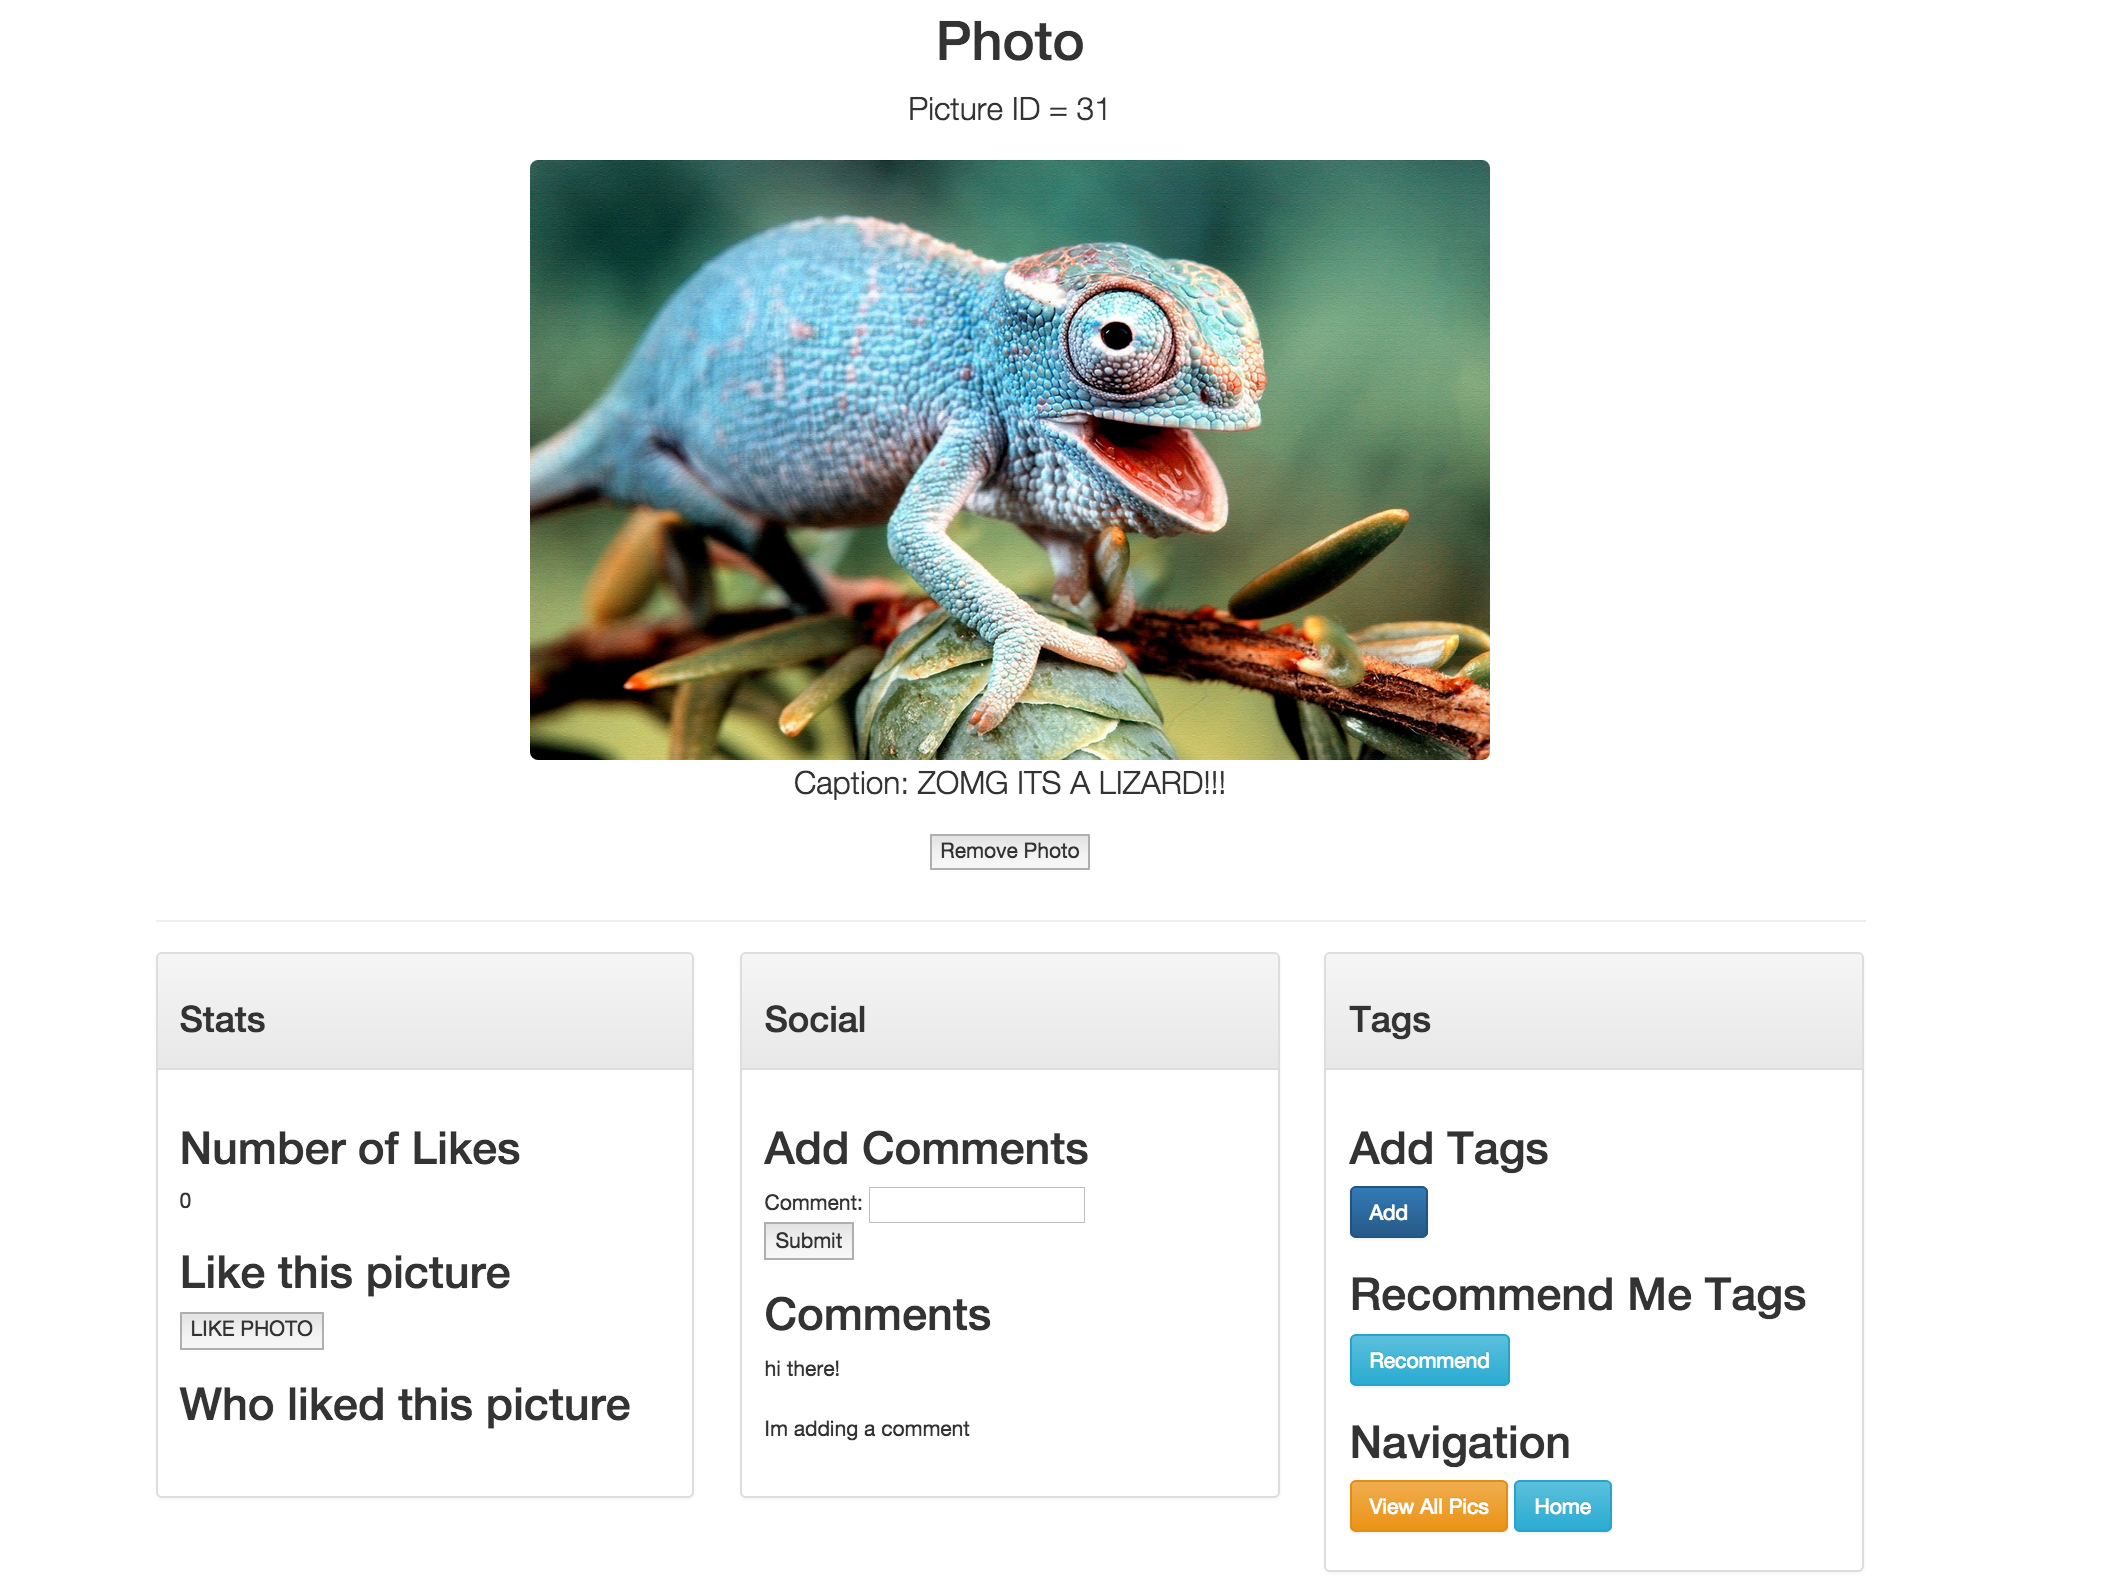 Photo
Picture ID = 31
Caption: ZOMG ITS A LIZARD!!!
Remove Photo
Stats
Number of Likes
0
Like this picture
LIKE PHOTO
Who liked this picture
Social
Add Comments
Comment:
Submit
Comments
hi there!
Im adding a comment
Tags
Add Tags
Add
Recommend Me Tags
Recommend
Navigation
View All Pics Home